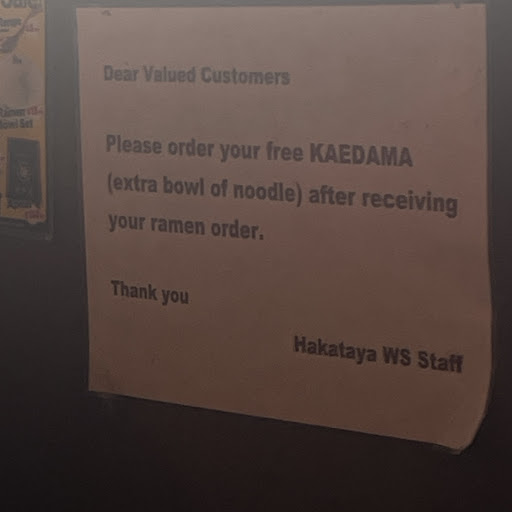 Dear Valued Customers
Please order your free KAEDAMA
(extra bowl of noodle) after receiving
your ramen order.
Thank you
Hakataya WS Staff